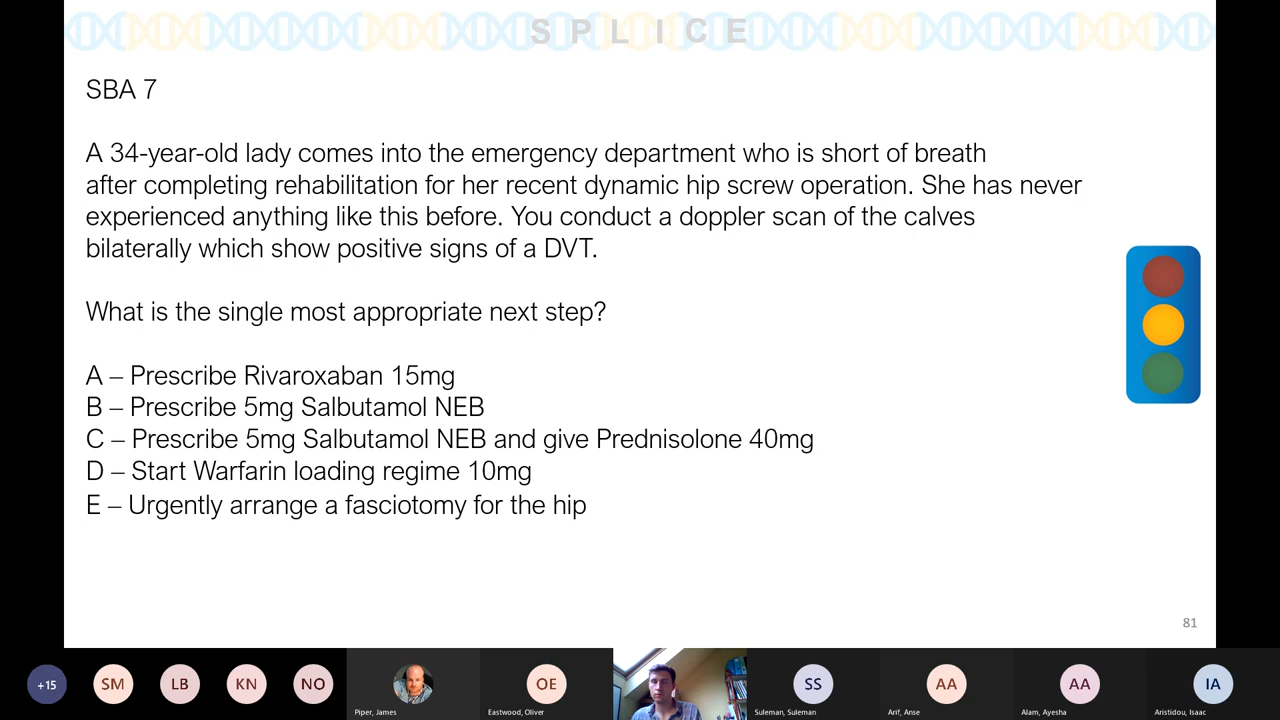 S P L I C E
SBA 7
A 34-year-old lady comes into the emergency department who is short of breath
after completing rehabilitation for her recent dynamic hip screw operation. She has never
experienced anything like this before. You conduct a doppler scan of the calves
bilaterally which show positive signs of a DVT.
What is the single most appropriate next step?
A – Prescribe Rivaroxaban 15mg
B – Prescribe 5mg Salbutamol NEB
C – Prescribe 5mg Salbutamol NEB and give Prednisolone 40mg
D – Start Warfarin loading regime 10mg
E – Urgently arrange a fasciotomy for the hip
81
+15 SM LB KN NO OE SS AA AA IA
Piper, James Eastwood, Oliver Suleman, Suleman Arif, Anse Alam, Ayesha Aristidou, Isaac